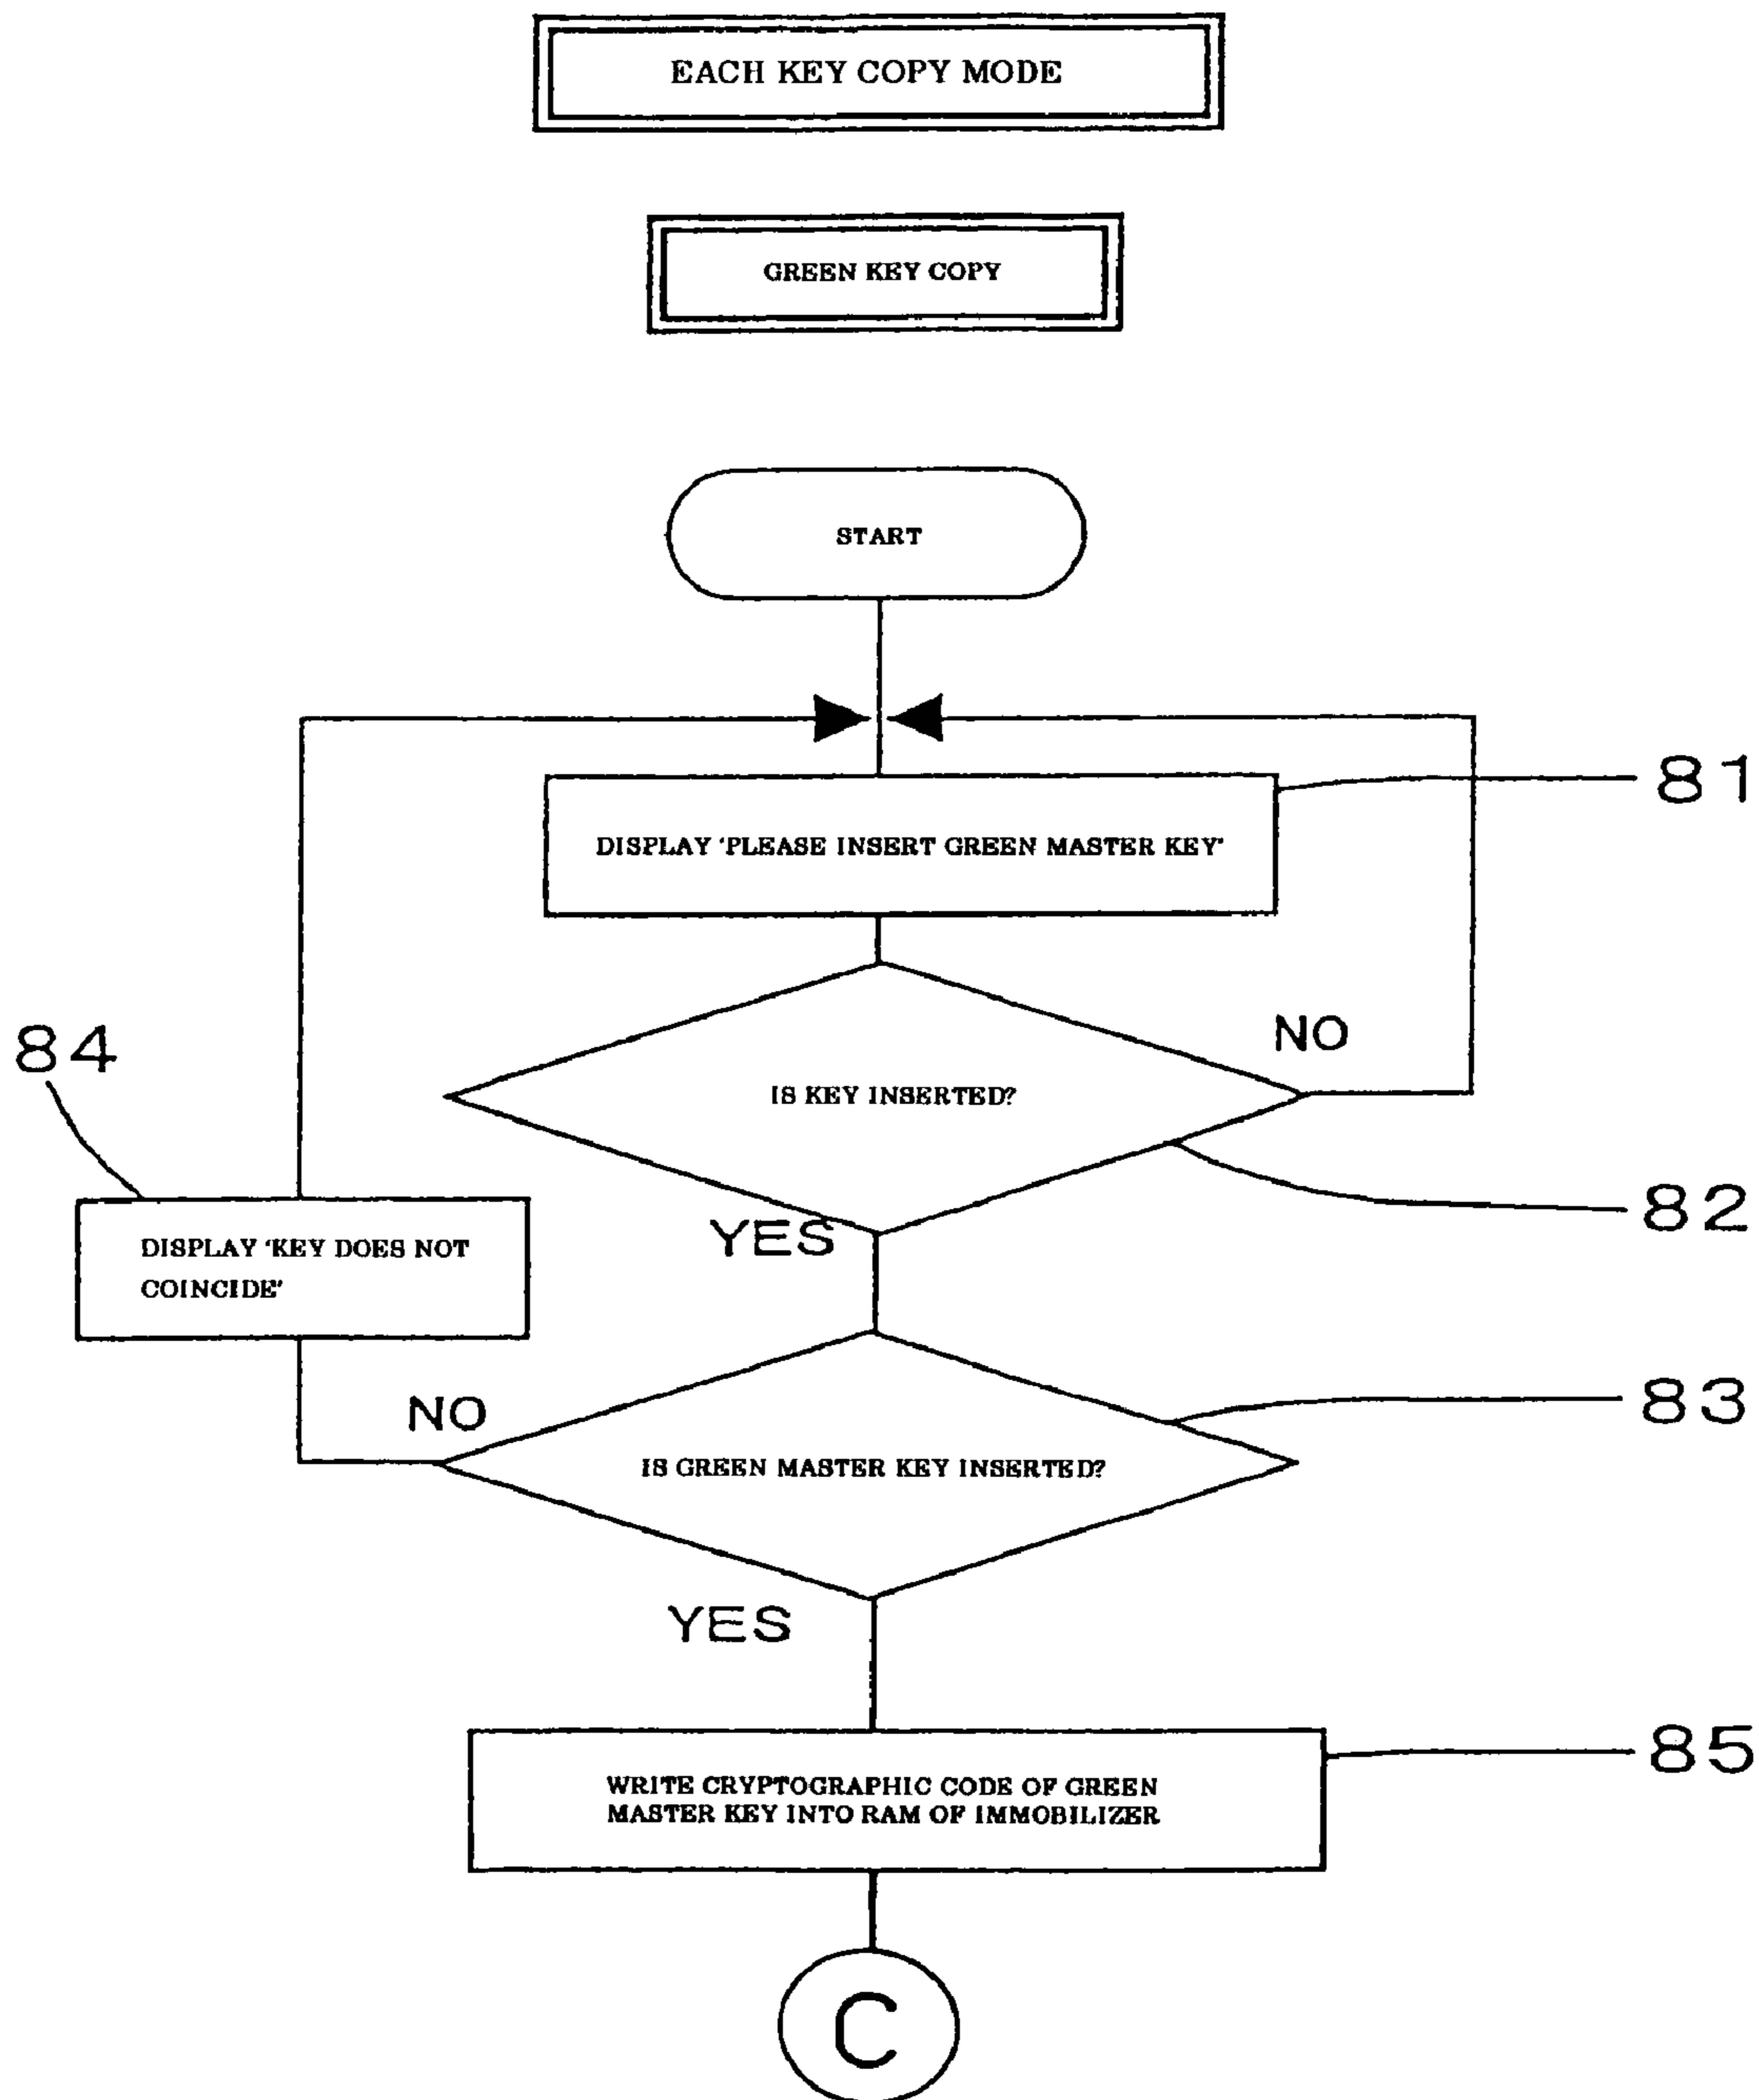 EACH KEY COPY MODE
GREEN KEY COPY
START
81
DISPLAY 'PLEASE INSERT GREEN MASTER KEY'
NO
84
IS KEY INSERTED?
82
YES
DISPLAY 'KEY DOES NOT
COINCIDE'
83
NO
IS GREEN MASTER KEY INSERTED?
YES
85
WRITE CRYPTOGRAPHIC CODE OF GREEN
MASTER KEY INTO RAM OF IMMOBILIZER
C